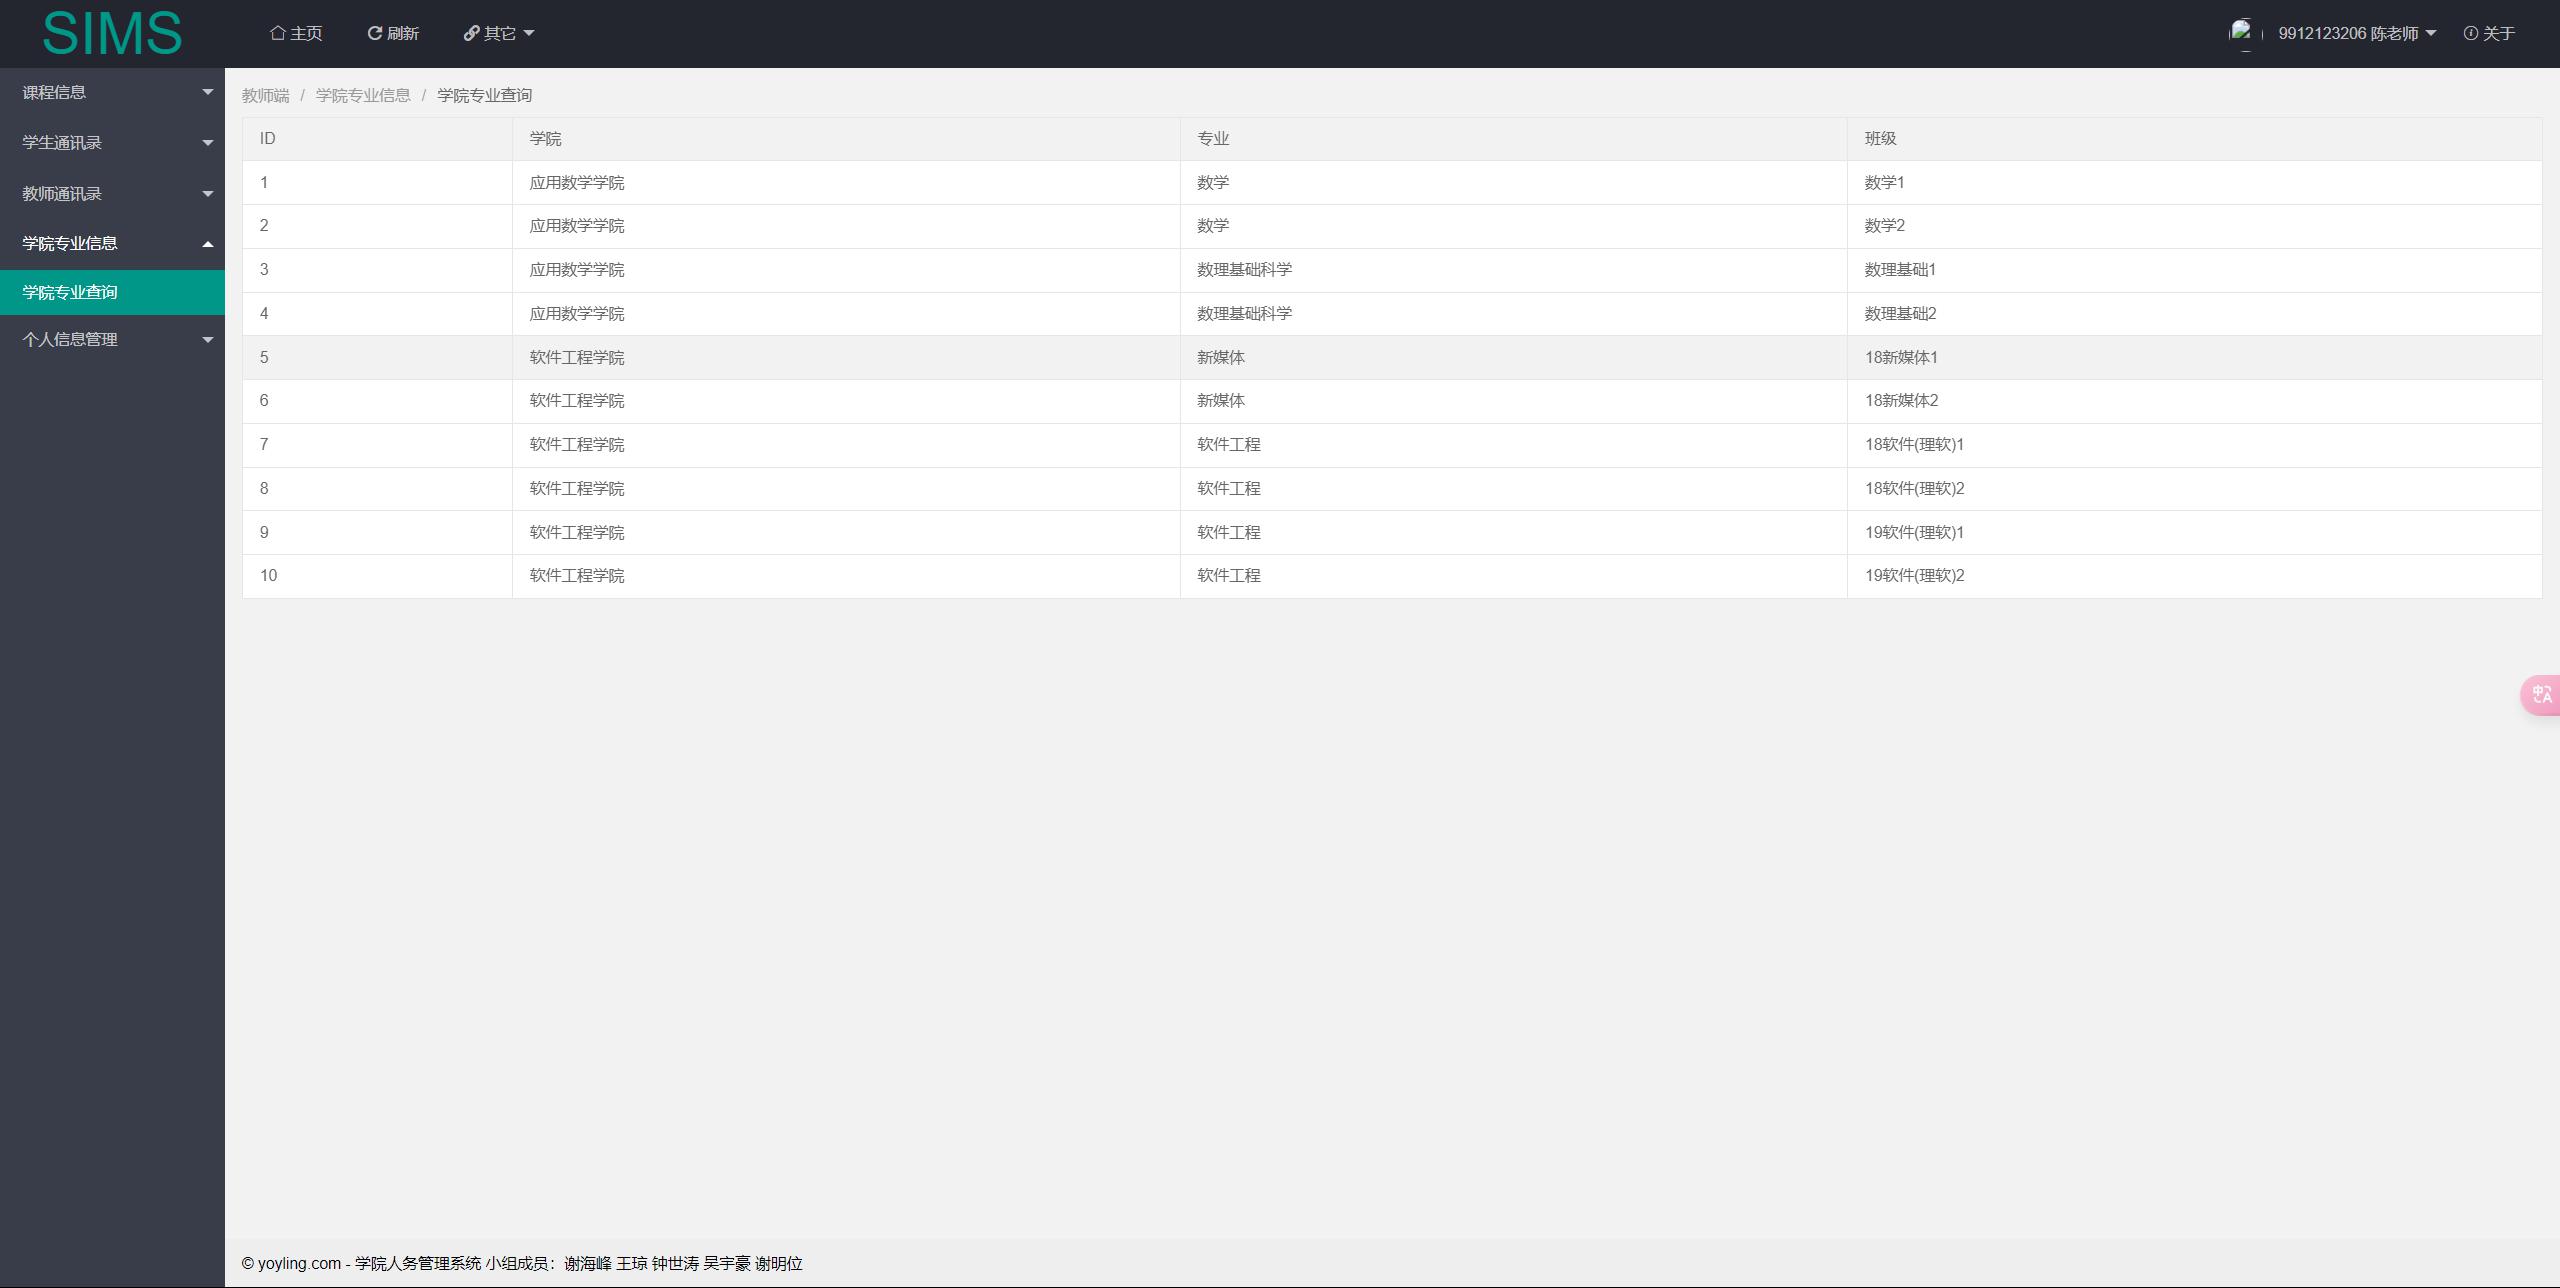 SIMS 主页 刷新 其它 9912123206 陈老师 关于
课程信息
学生通讯录
教师通讯录
学院专业信息
学院专业查询
个人信息管理
教师端 / 学院专业信息 / 学院专业查询
ID 学院 专业 班级
1 应用数学学院 数学 数学1
2 应用数学学院 数学 数学2
3 应用数学学院 数理基础科学 数理基础1
4 应用数学学院 数理基础科学 数理基础2
5 软件工程学院 新媒体 18新媒体1
6 软件工程学院 新媒体 18新媒体2
7 软件工程学院 软件工程 18软件(理软)1
8 软件工程学院 软件工程 18软件(理软)2
9 软件工程学院 软件工程 19软件(理软)1
10 软件工程学院 软件工程 19软件(理软)2
© yoyling.com - 学院人务管理系统 小组成员：谢海峰 王琼 钟世涛 吴宇豪 谢明位